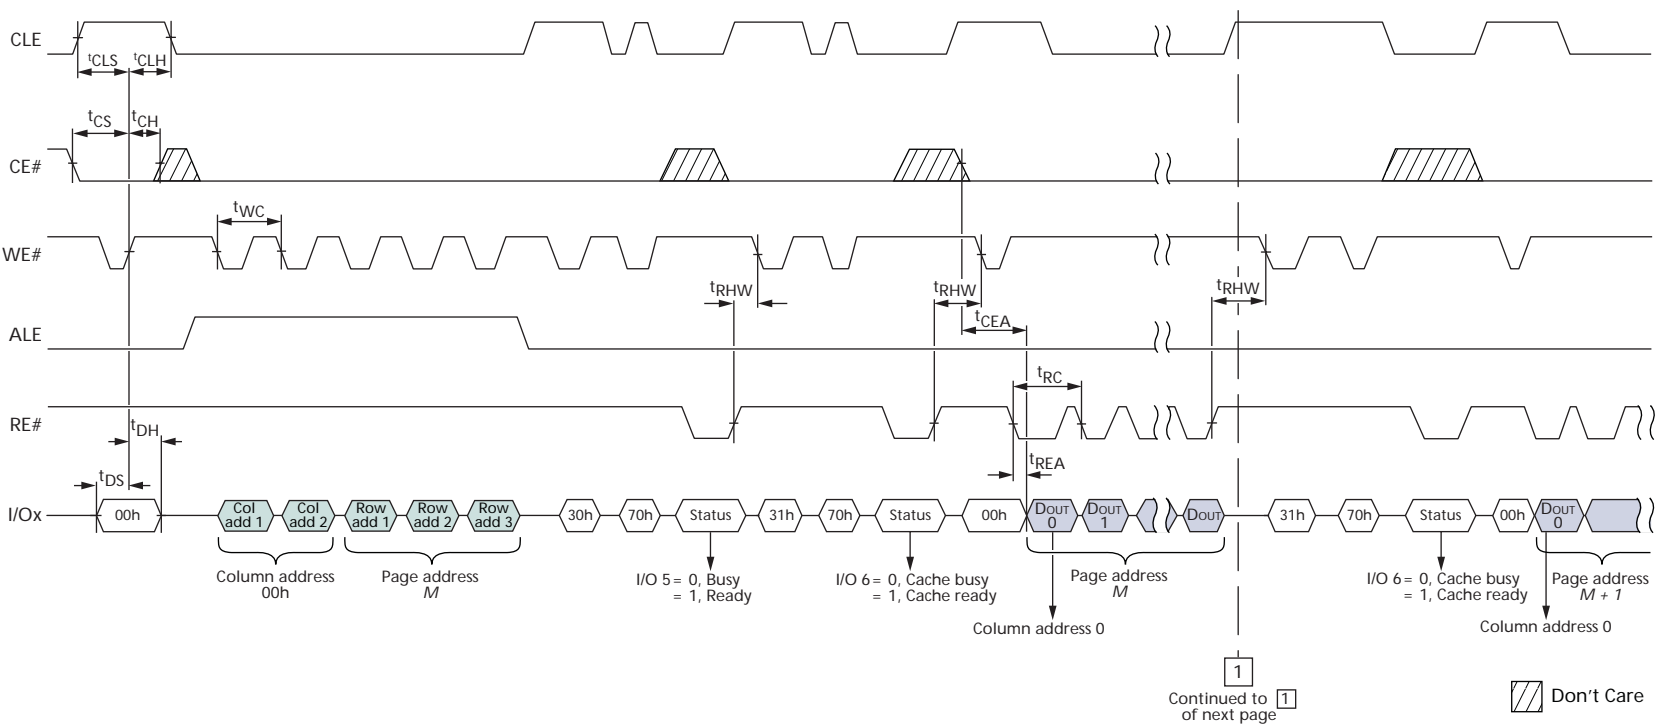 CLE
tCLS
tCLH
tCS
tCH
CE#
tWC
WE#
tRHW
tRHW
tRHW
tCEA
ALE
tRC
RE#
tDH
tREA
tDS
I/Ox
00h
Col add 1
Col add 2
Row add 1
Row add 2
Row add 3
30h
70h
Status
31h
70h
Status
00h
DOUT 0
DOUT 1
DOUT
31h
70h
Status
00h
DOUT 0
Column address
00h
Page address
M
I/O 5 = 0, Busy
= 1, Ready
I/O 6 = 0, Cache busy
= 1, Cache ready
Page address
M
Column address 0
I/O 6 = 0, Cache busy
= 1, Cache ready
Page address
M + 1
Column address 0
1
Continued to 1
of next page
Don't Care